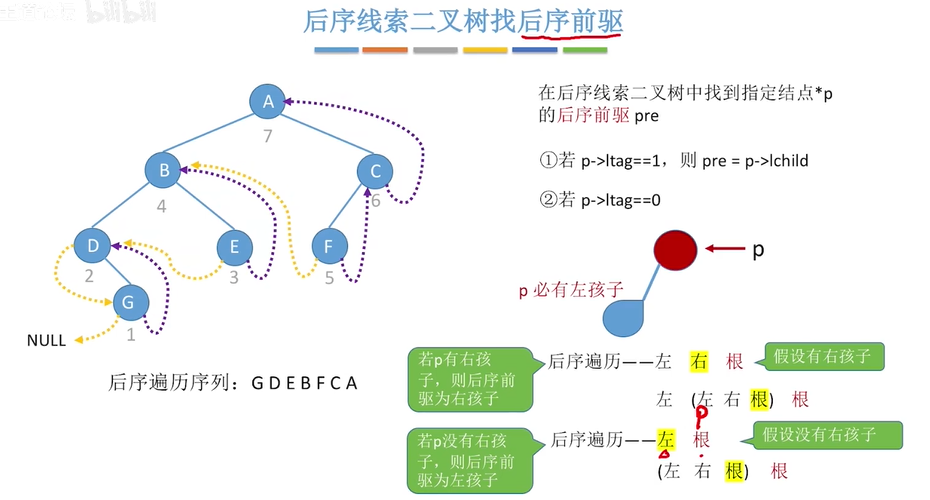 后序线索二叉树找后序前驱
bilibili
A
7
B
C
4
6
D
E
F
2
3
5
G
1
NULL
后序遍历序列：G D E B F C A
在后序线索二叉树中找到指定结点*p
的后序前驱 pre
①若 p->ltag==1，则 pre = p->lchild
②若 p->ltag==0
p
p 必有左孩子
若p有右孩
子，则后序前
驱为右孩子
后序遍历——左 右 根
假设有右孩子
左 (左 右 根) 根
p
若p没有右孩
子，则后序前
驱为左孩子
后序遍历——左 根
假设没有右孩子
(左 右 根) 根